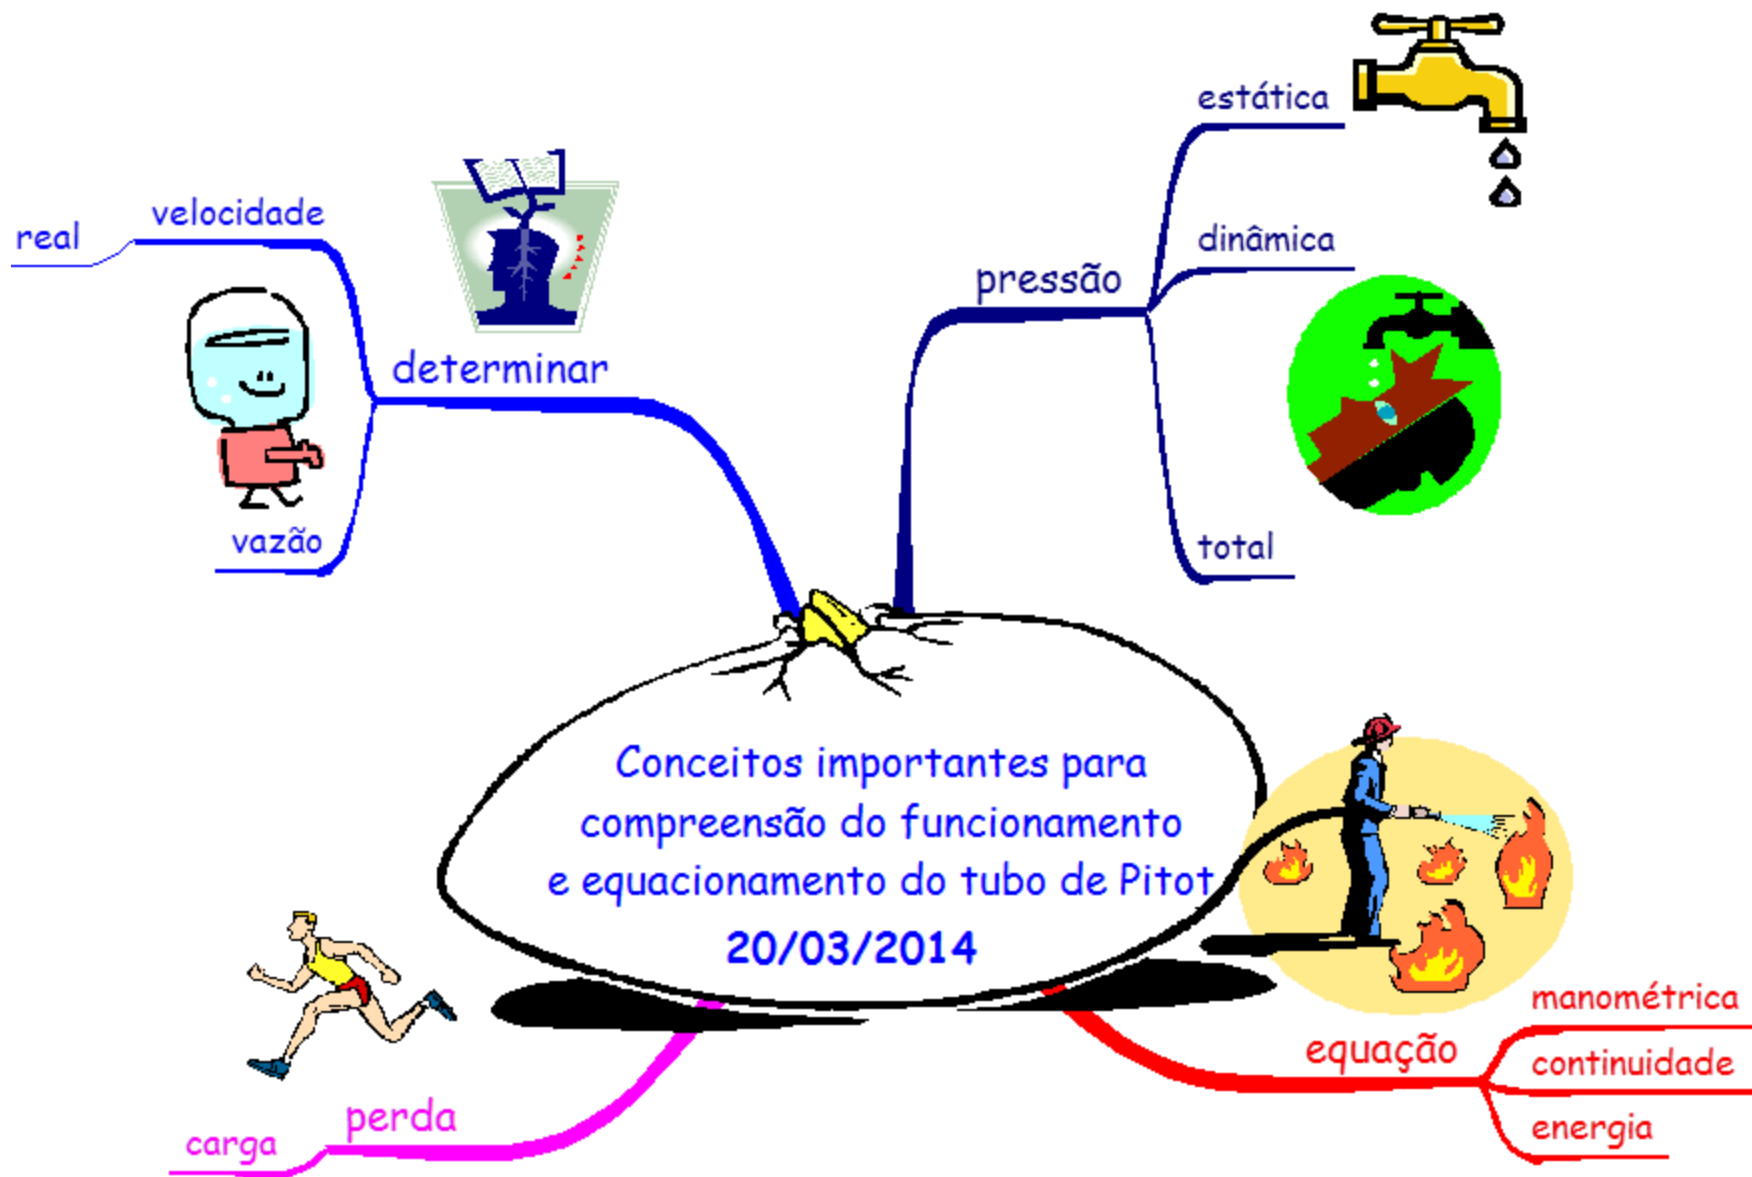 Conceitos importantes para
compreensão do funcionamento
e equacionamento do tubo de Pitot
20/03/2014
pressão
estática
dinâmica
total
equação
manométrica
continuidade
energia
perda
carga
determinar
velocidade
real
vazão